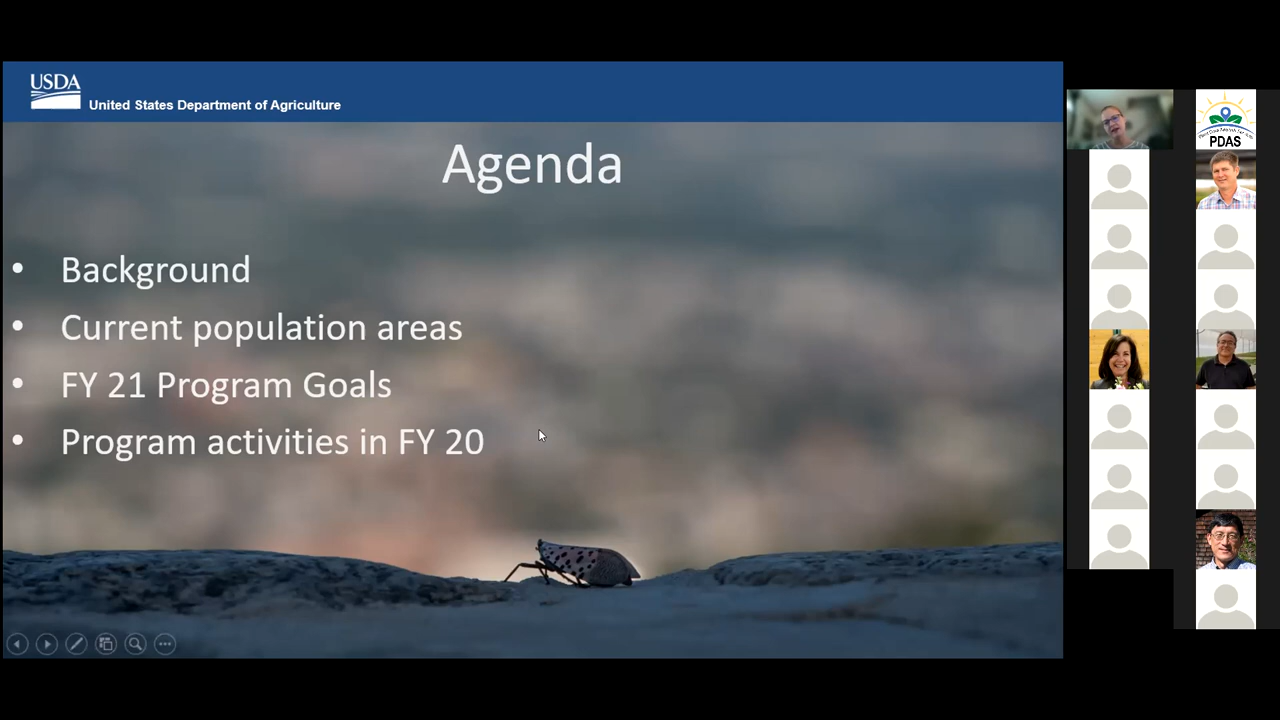 USDA
United States Department of Agriculture
Agenda
• Background
• Current population areas
• FY 21 Program Goals
• Program activities in FY 20
PDAS